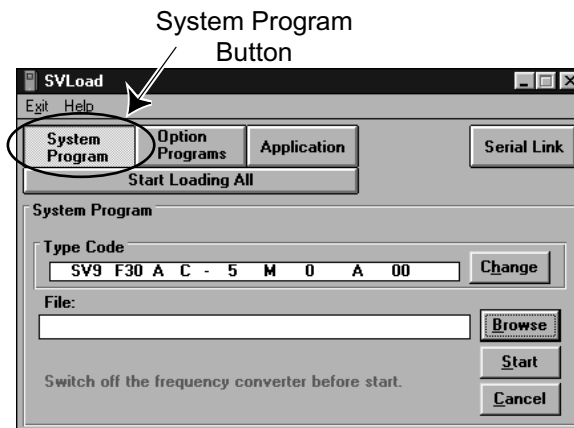 System Program
Button
SVLoad
Exit Help
System Program
Option Programs
Application
Serial Link
Start Loading All
System Program
Type Code
SV9 F30 A C - 5 M 0 A 00
Change
File:
Browse
Start
Switch off the frequency converter before start.
Cancel